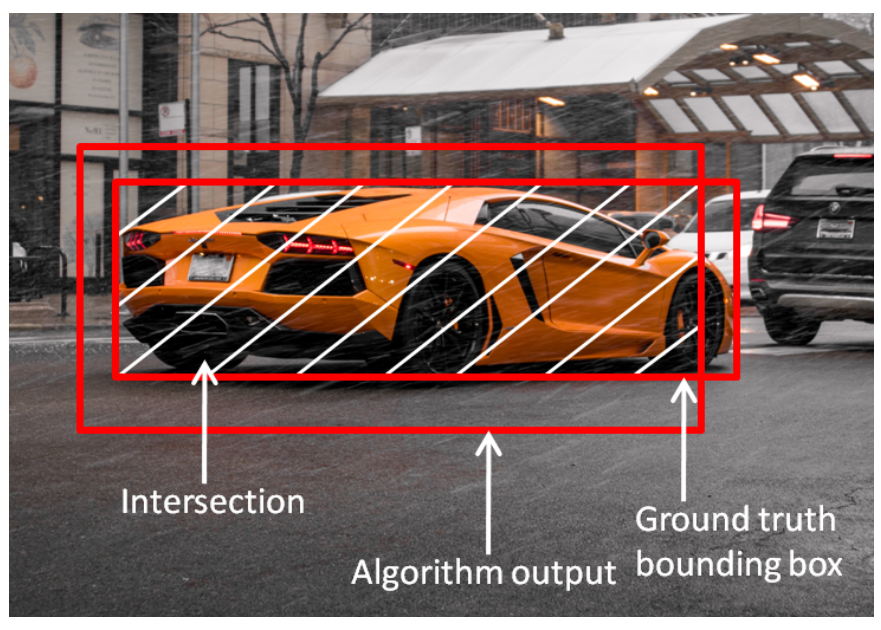 Intersection
Algorithm output
Ground truth
bounding box